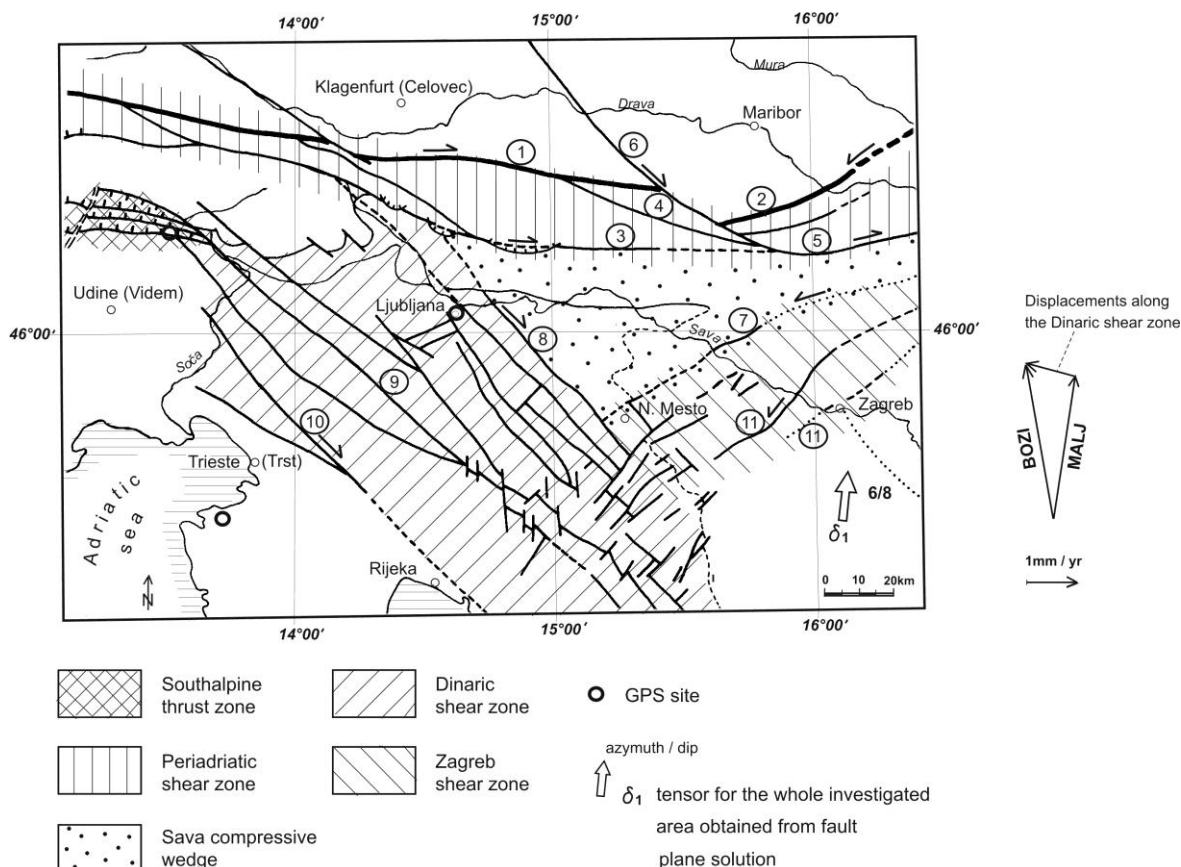 14°00′ 15°00′ 16°00′
Mura
Klagenfurt (Celovec)
Drava
Maribor
1
6
2
4
3
5
Udine (Videm)
Ljubljana
46°00′
46°00′
7
8
Sava
Soča
9
N. Mesto
Zagreb
10
11
11
Trieste (Trst)
Adriatic
sea
6/8
δ1
Rijeka
N
0 10 20km
14°00′ 15°00′ 16°00′
Displacements along
the Dinaric shear zone
BOZI
MALJ
1mm / yr
Southalpine
thrust zone
Dinaric
shear zone
GPS site
Periadriatic
shear zone
Zagreb
shear zone
azymuth / dip
δ1 tensor for the whole investigated
area obtained from fault
plane solution
Sava compressive
wedge